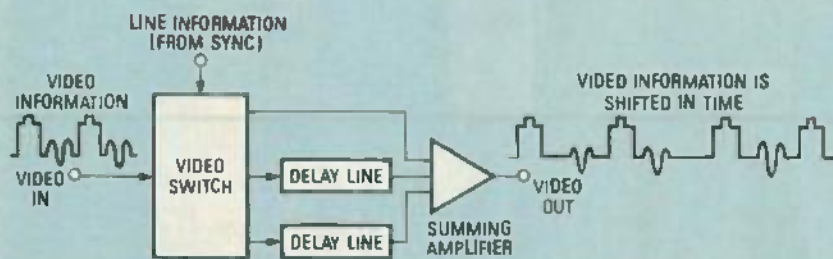 LINE INFORMATION
(FROM SYNC)
VIDEO
INFORMATION
VIDEO INFORMATION IS
SHIFTED IN TIME
VIDEO
IN
VIDEO
SWITCH
DELAY LINE
DELAY LINE
SUMMING
AMPLIFIER
VIDEO
OUT